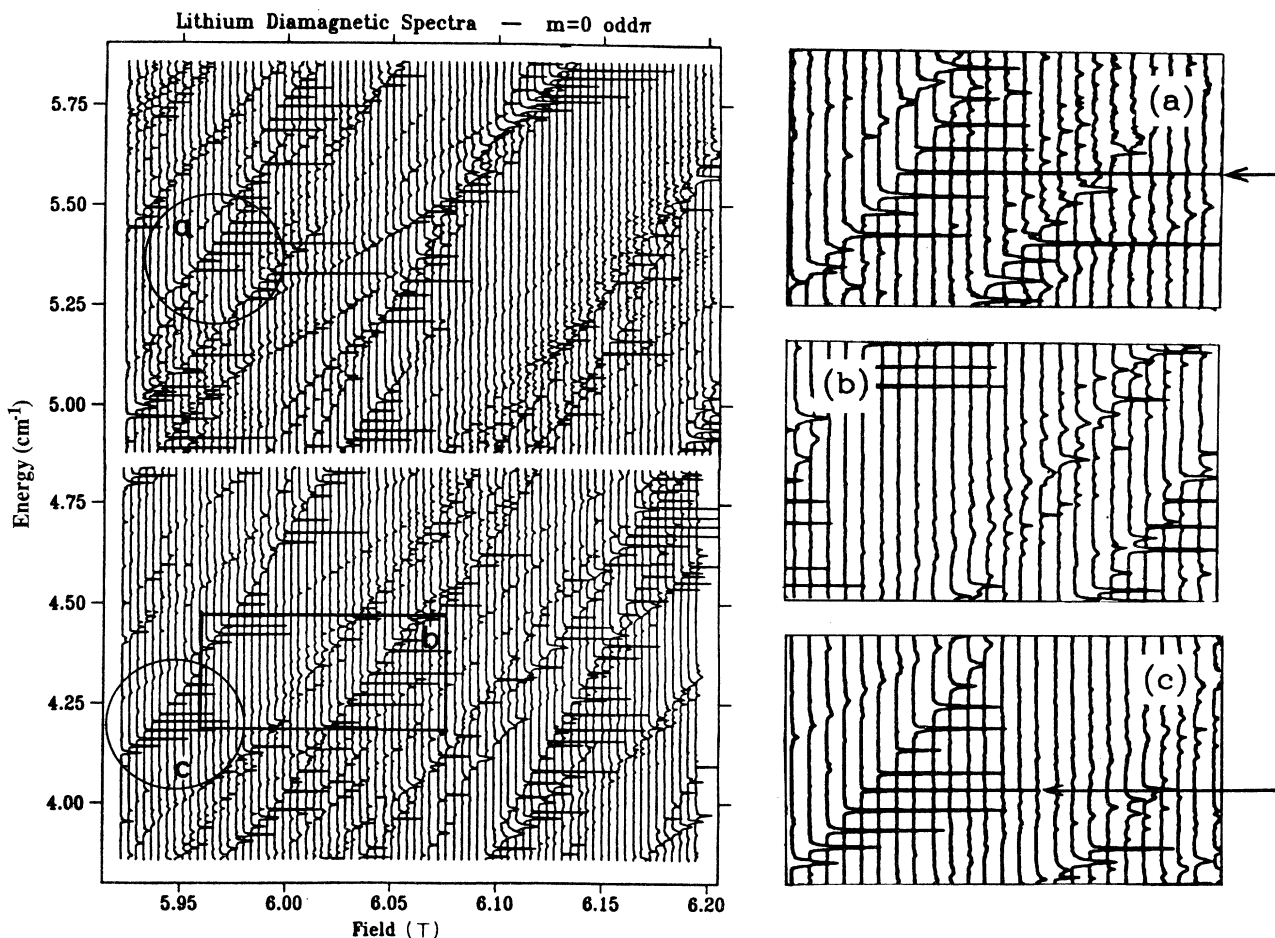 Lithium Diamagnetic Spectra — m=0 oddπ
5.75
5.50
5.25
5.00
4.75
4.50
4.25
4.00
Energy (cm⁻¹)
5.95
6.00
6.05
6.10
6.15
6.20
Field (T)
a
b
c
(a)
(b)
(c)